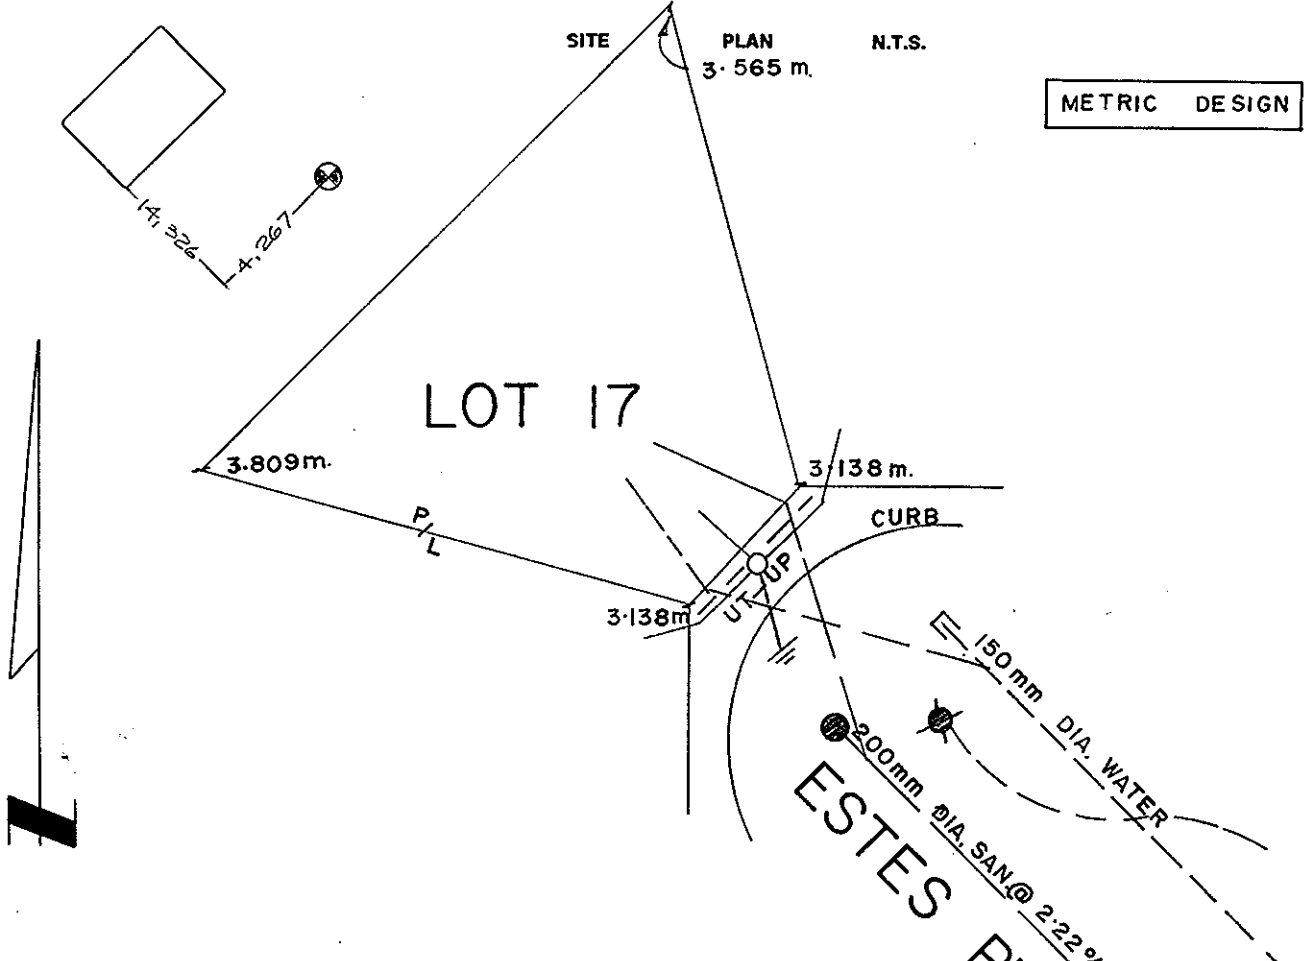 SITE PLAN N.T.S.
3.565 m.
METRIC DESIGN
14,326
4,267
LOT 17
3.809m.
3.138m.
P/L
CURB
UT-UP
3.138m
150mm DIA. WATER
200mm DIA. SAN.@ 2.22%
ESTES